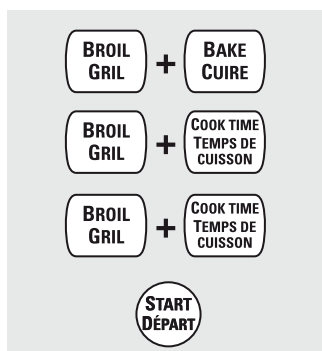 BROIL GRIL + BAKE CUIRE
BROIL GRIL + COOK TIME TEMPS DE CUISSON
BROIL GRIL + COOK TIME TEMPS DE CUISSON
START
DÉPART